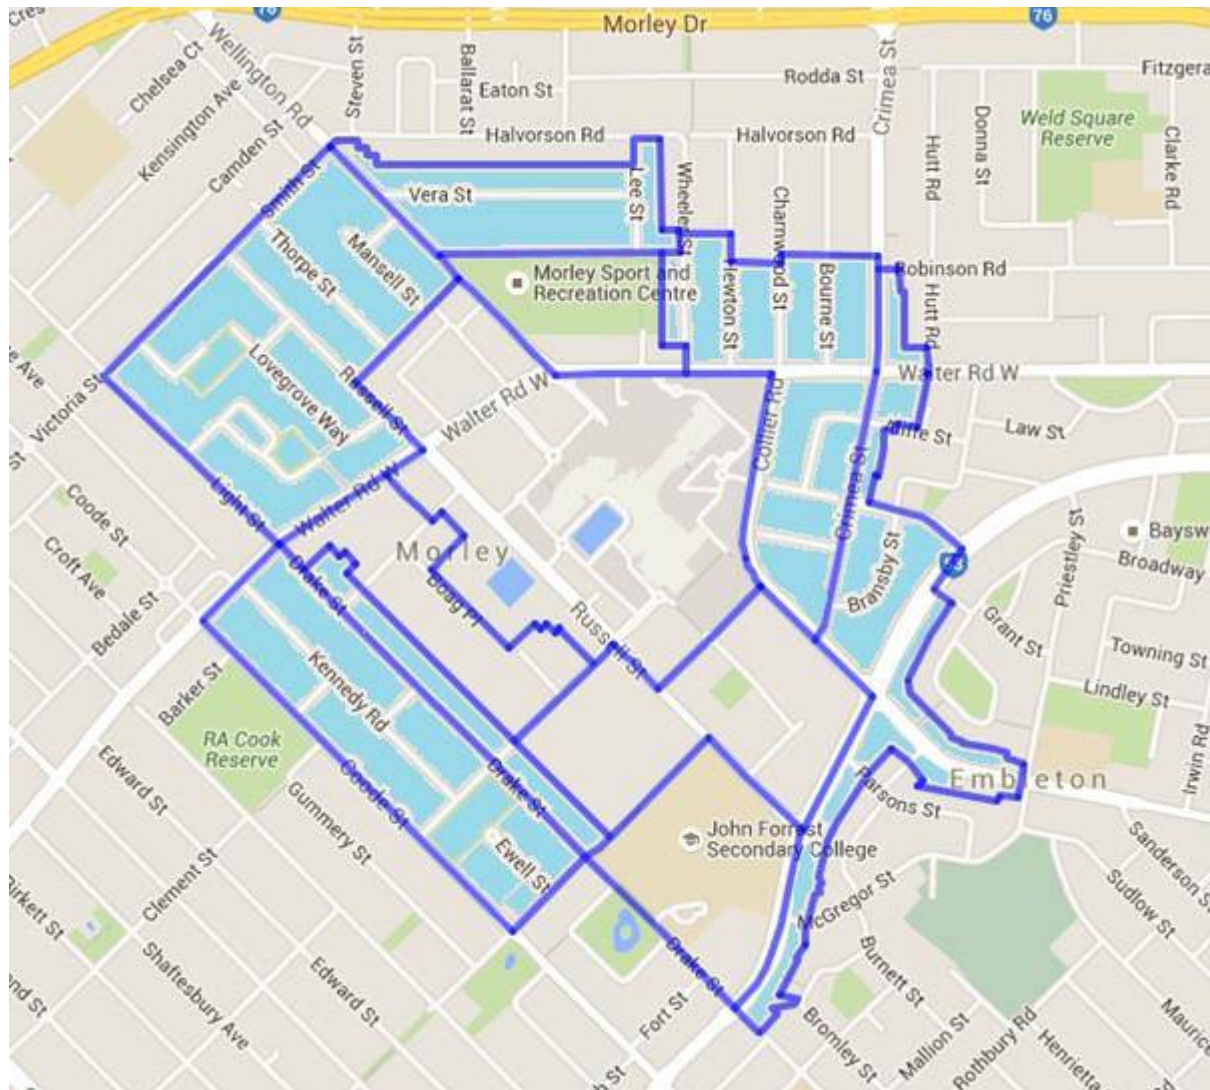 76
Morley Dr
76
Cres
Chelsea Ct
Wellington Rd
Steven St
Ballarat St
Eaton St
Rodda St
Crimea St
Fitzgera
Kensington Ave
Camden St
Halvorson Rd
Halvorson Rd
Hutt Rd
Donna St
Weld Square
Reserve
Clarke Rd
Smith St
Vera St
Lee St
Wheeler St
Charnwood St
Thorpe St
Mansell St
Morley Sport and
Recreation Centre
Newton St
Bourne St
Robinson Rd
Hutt Rd
Ave
Victoria St
Lovegrove Way
Russell St
Walter Rd W
Walter Rd W
Collier Rd
Law St
St
Coode St
Light St
Walter Rd W
Crimea St
Priestley St
Baysw
Croft Ave
Morley
Broadway
Bedale St
Drake St
Boag Pl
Bransby St
Grant St
Russell St
Towning St
Barker St
Kennedy Rd
Lindley St
RA Cook
Reserve
Irwin Rd
Edward St
Coode St
Drake St
Embleton
Parsons St
Gummery St
John Forrest
Secondary College
Sanderson St
Ewell St
Clement St
McGregor St
Sudlow St
Birkett St
Shaftesbury Ave
Edward St
Drake St
Burnett St
Fort St
Bromley St
Mallion St
Rothbury Rd
Maurice
Henriette
nd St
h St